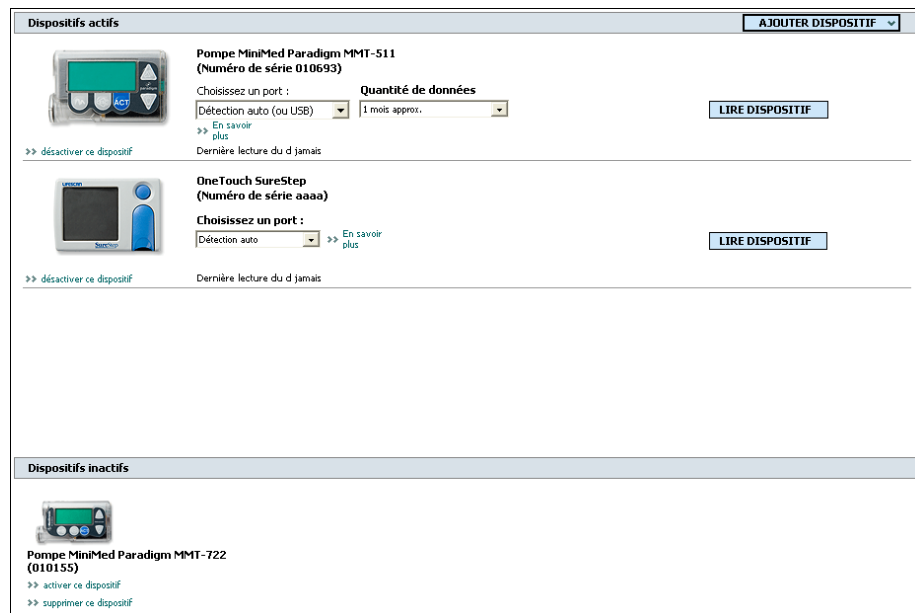 Dispositifs actifs
AJOUTER DISPOSITIF
Pompe MiniMed Paradigm MMT-511
(Numéro de série 010693)
Choisissez un port :
Quantité de données
Détection auto (ou USB)
1 mois approx.
LIRE DISPOSITIF
>> En savoir
plus
ACT
>> désactiver ce dispositif
Dernière lecture du d jamais
OneTouch SureStep
(Numéro de série aaaa)
LIFESCAN
Choisissez un port :
Détection auto
>> En savoir
plus
LIRE DISPOSITIF
SureStep
>> désactiver ce dispositif
Dernière lecture du d jamais
Dispositifs inactifs
Pompe MiniMed Paradigm MMT-722
(010155)
>> activer ce dispositif
>> supprimer ce dispositif